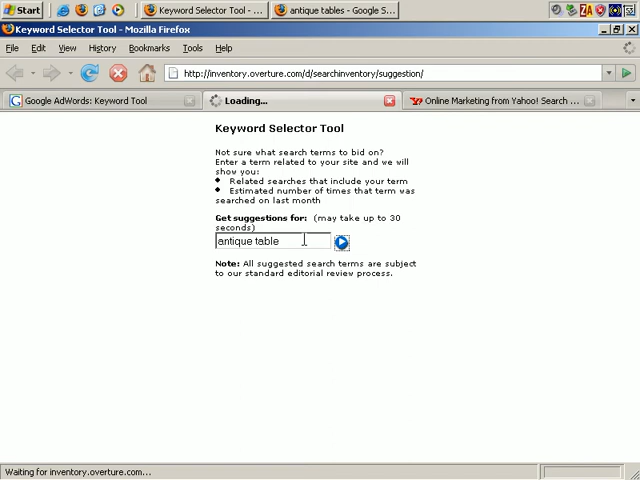 Start
Keyword Selector Tool - ...
antique tables - Google S...
ZA
Keyword Selector Tool - Mozilla Firefox
File Edit View History Bookmarks Tools Help
http://inventory.overture.com/d/searchinventory/suggestion/
Google AdWords: Keyword Tool
Loading...
Online Marketing from Yahoo! Search ...
Keyword Selector Tool
Not sure what search terms to bid on?
Enter a term related to your site and we will
show you:
Related searches that include your term
Estimated number of times that term was
searched on last month
Get suggestions for: (may take up to 30
seconds)
antique table
Note: All suggested search terms are subject
to our standard editorial review process.
Waiting for inventory.overture.com...